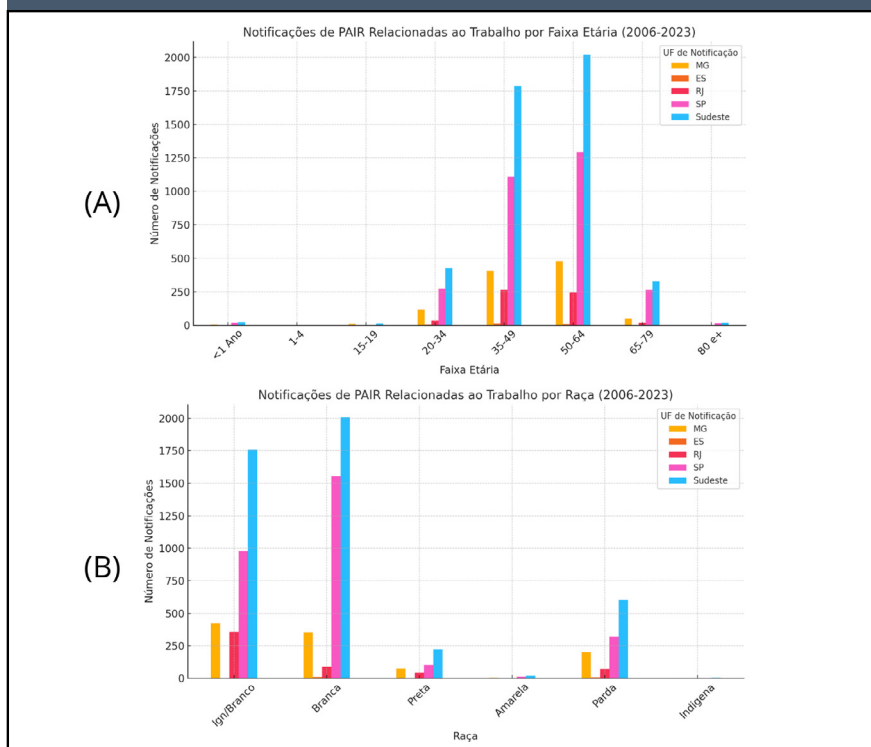 Notificações de PAIR Relacionadas ao Trabalho por Faixa Etária (2006-2023)
UF de Notificação
MG
ES
RJ
SP
Sudeste
(A)
Número de Notificações
2000
1750
1500
1250
1000
750
500
250
0
<1 Ano
1-4
15-19
20-34
35-49
50-64
65-79
80 e+
Faixa Etária
Notificações de PAIR Relacionadas ao Trabalho por Raça (2006-2023)
UF de Notificação
MG
ES
RJ
SP
Sudeste
(B)
Número de Notificações
2000
1750
1500
1250
1000
750
500
250
0
Ign/Branco
Branca
Preta
Amarela
Parda
Indígena
Raça